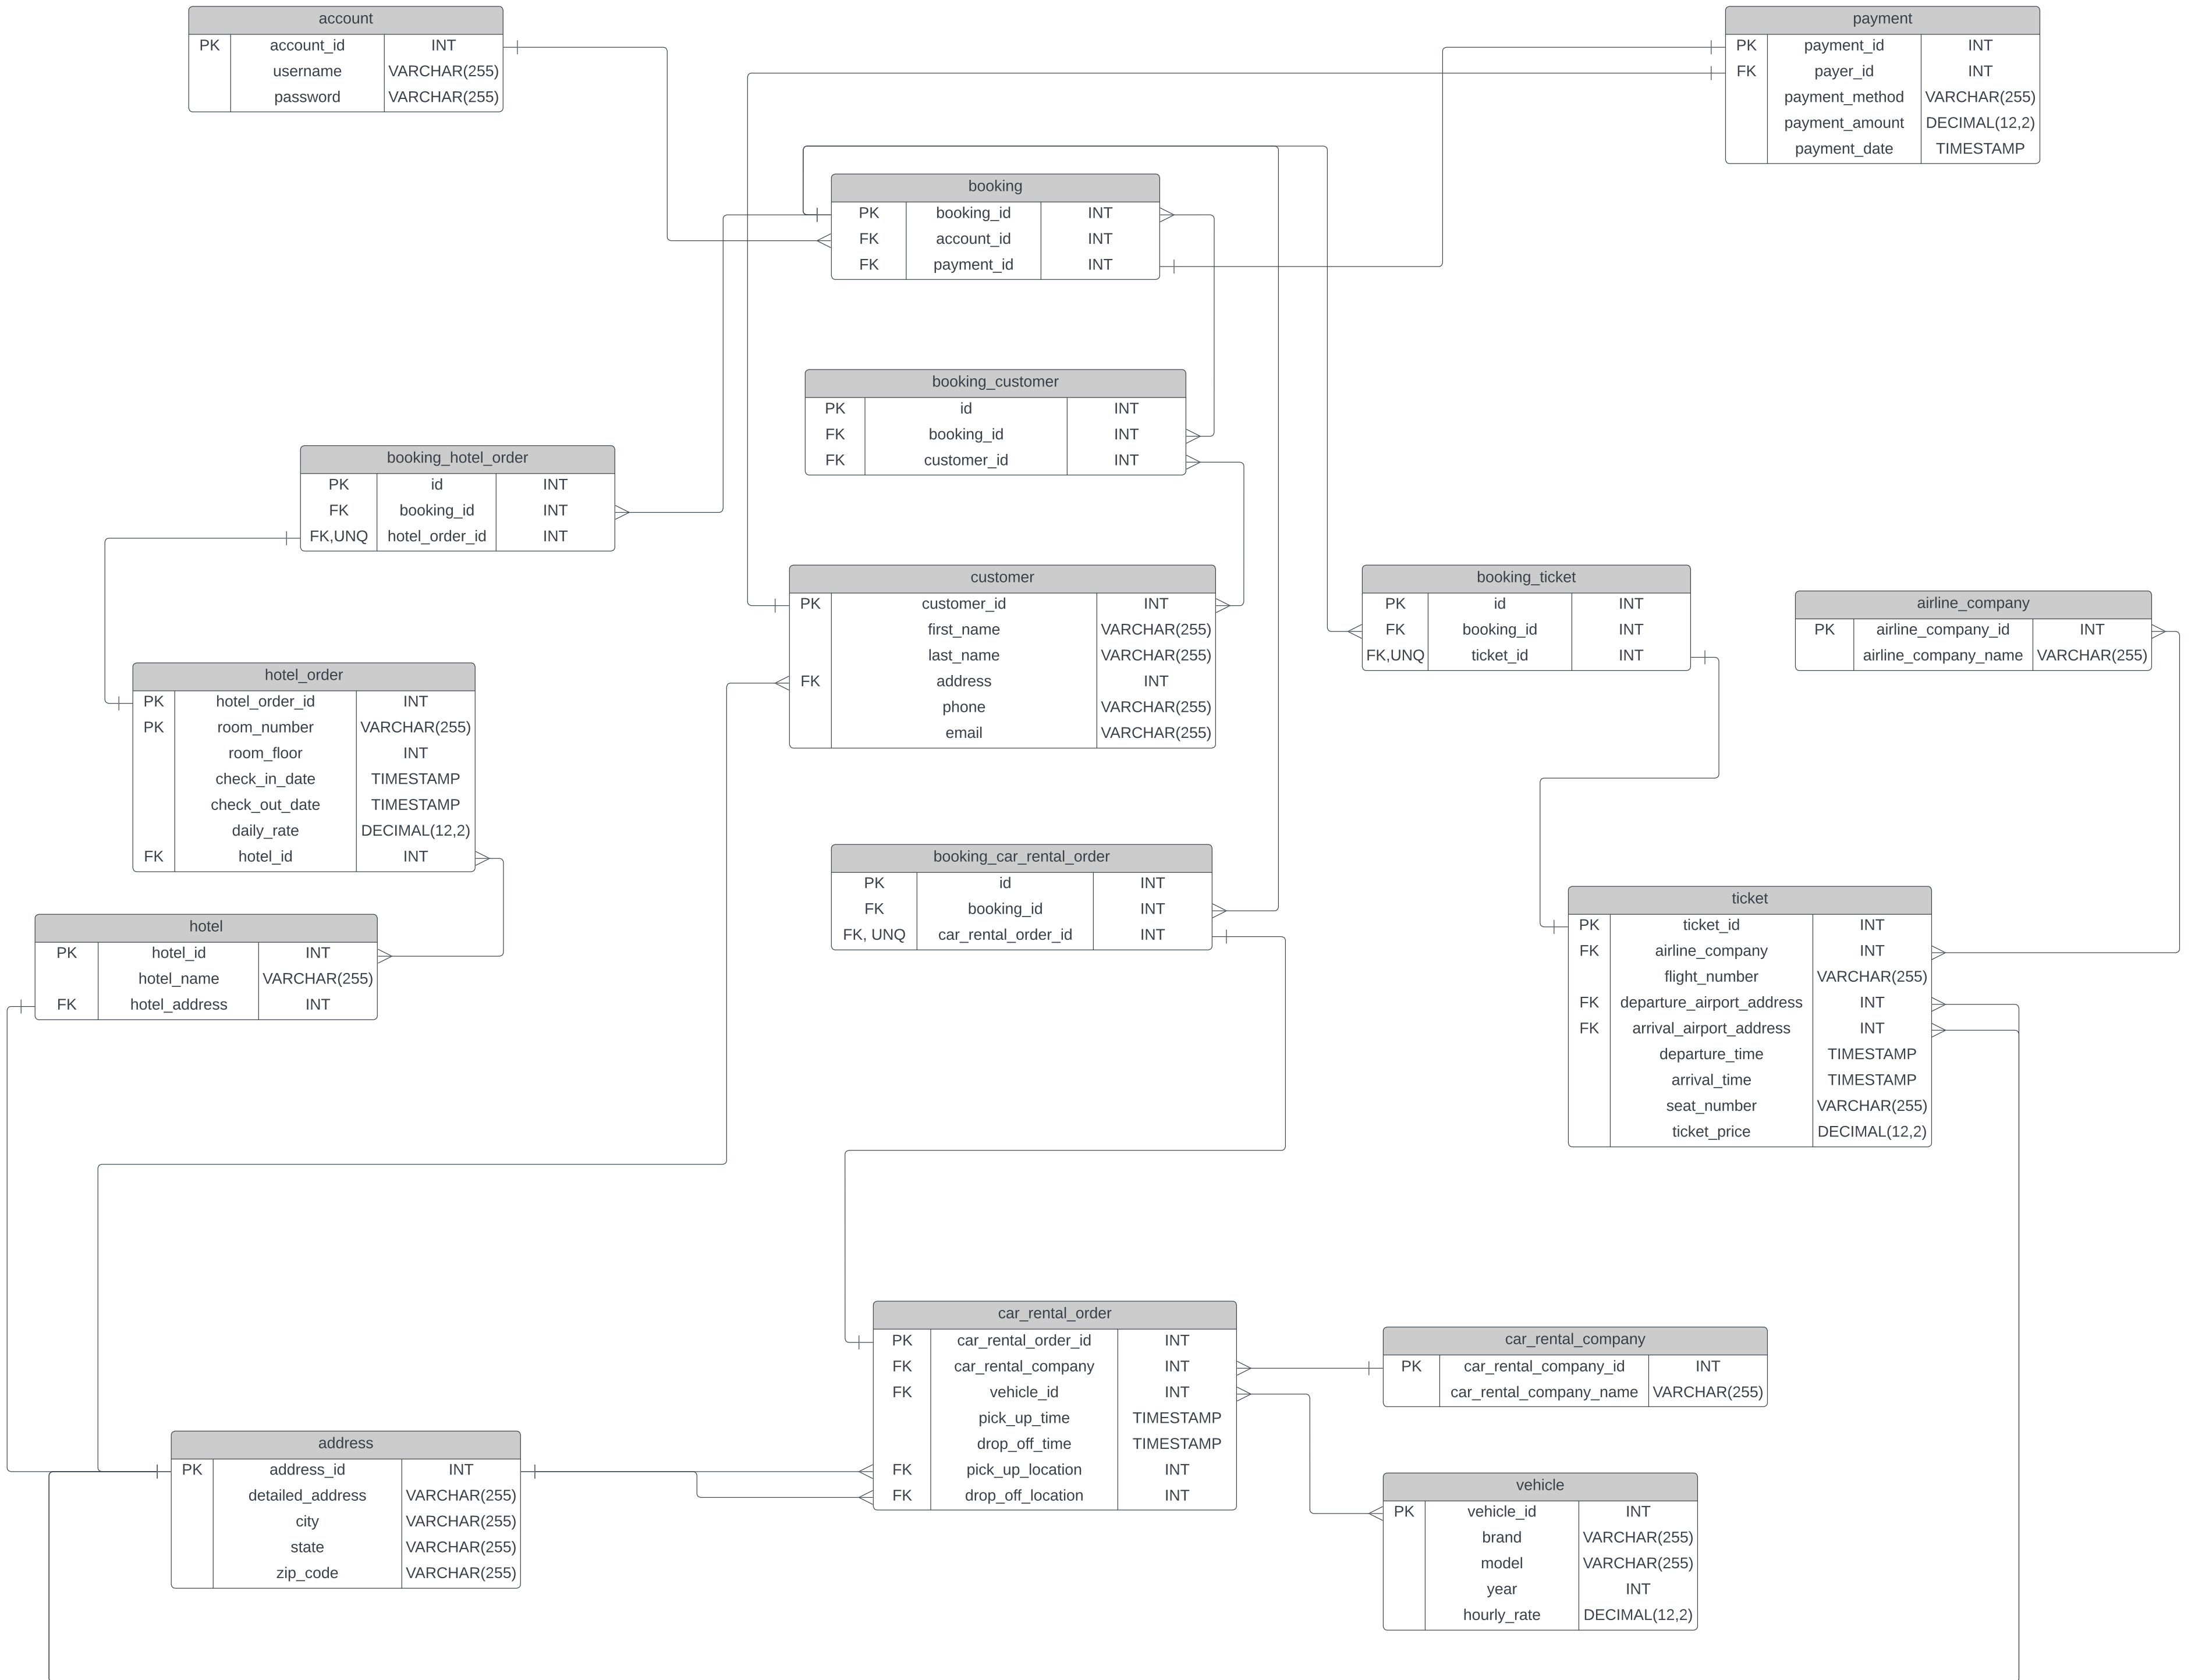 account
PK account_id INT
username VARCHAR(255)
password VARCHAR(255)
payment
PK payment_id INT
FK payer_id INT
payment_method VARCHAR(255)
payment_amount DECIMAL(12,2)
payment_date TIMESTAMP
booking
PK booking_id INT
FK account_id INT
FK payment_id INT
booking_customer
PK id INT
FK booking_id INT
FK customer_id INT
booking_hotel_order
PK id INT
FK booking_id INT
FK,UNQ hotel_order_id INT
customer
PK customer_id INT
first_name VARCHAR(255)
last_name VARCHAR(255)
FK address INT
phone VARCHAR(255)
email VARCHAR(255)
booking_ticket
PK id INT
FK booking_id INT
FK,UNQ ticket_id INT
airline_company
PK airline_company_id INT
airline_company_name VARCHAR(255)
hotel_order
PK hotel_order_id INT
PK room_number VARCHAR(255)
room_floor INT
check_in_date TIMESTAMP
check_out_date TIMESTAMP
daily_rate DECIMAL(12,2)
FK hotel_id INT
booking_car_rental_order
PK id INT
FK booking_id INT
FK, UNQ car_rental_order_id INT
ticket
PK ticket_id INT
FK airline_company INT
flight_number VARCHAR(255)
FK departure_airport_address INT
FK arrival_airport_address INT
departure_time TIMESTAMP
arrival_time TIMESTAMP
seat_number VARCHAR(255)
ticket_price DECIMAL(12,2)
hotel
PK hotel_id INT
hotel_name VARCHAR(255)
FK hotel_address INT
car_rental_order
PK car_rental_order_id INT
FK car_rental_company INT
FK vehicle_id INT
pick_up_time TIMESTAMP
drop_off_time TIMESTAMP
FK pick_up_location INT
FK drop_off_location INT
car_rental_company
PK car_rental_company_id INT
car_rental_company_name VARCHAR(255)
address
PK address_id INT
detailed_address VARCHAR(255)
city VARCHAR(255)
state VARCHAR(255)
zip_code VARCHAR(255)
vehicle
PK vehicle_id INT
brand VARCHAR(255)
model VARCHAR(255)
year INT
hourly_rate DECIMAL(12,2)